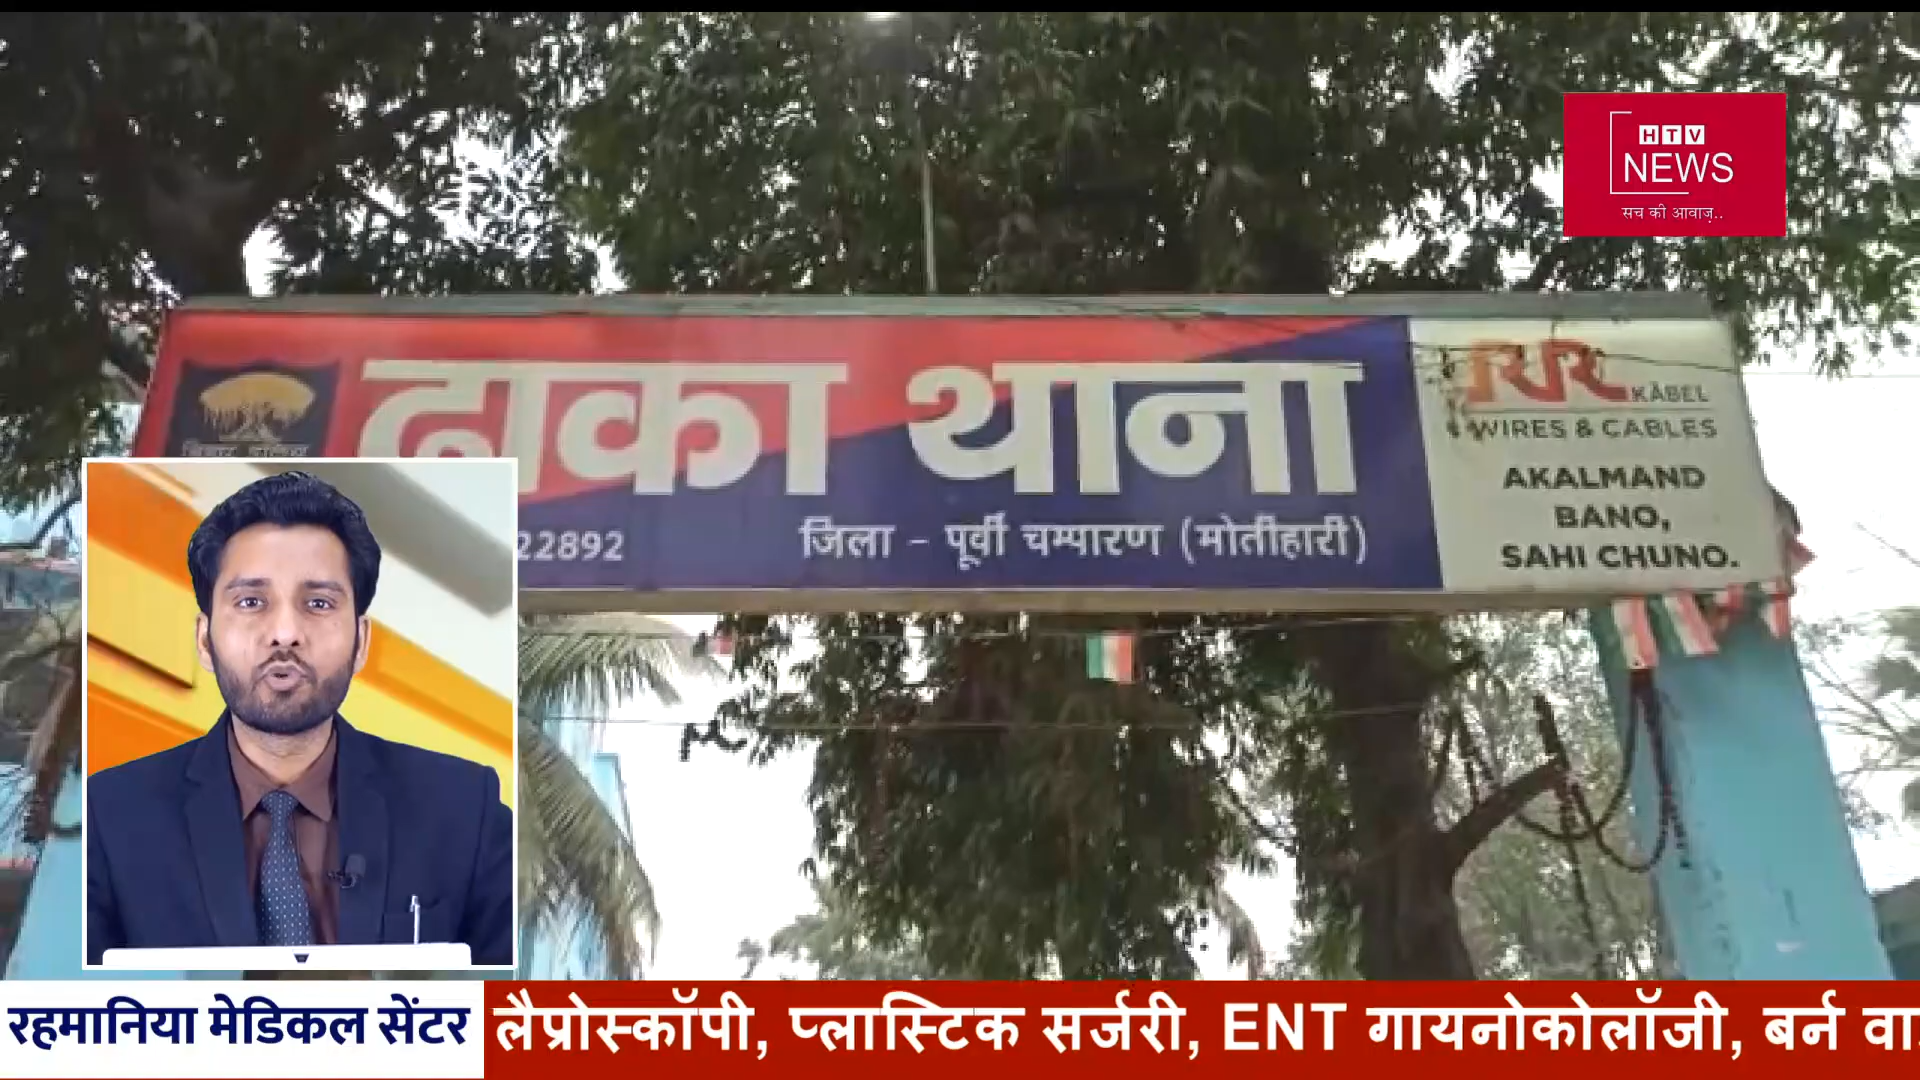 HTV
NEWS
सच की आवाज़..
ढाका थाना
RR KABEL
WIRES & CABLES
AKALMAND
BANO,
SAHI CHUNO.
बिहार पुलिस
22892
जिला - पूर्वी चम्पारण (मोतीहारी)
रहमानिया मेडिकल सेंटर
लैप्रोस्कॉपी, प्लास्टिक सर्जरी, ENT गायनोकोलॉजी, बर्न